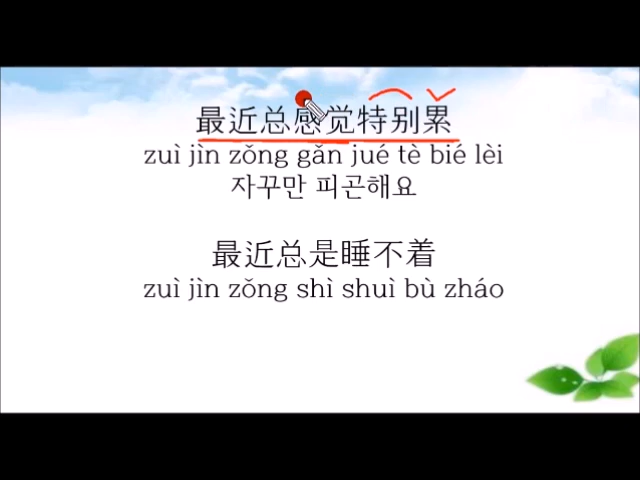 最近总感觉特别累
zuì jìn zǒng gǎn jué tè bié lèi
자꾸만 피곤해요
最近总是睡不着
zuì jìn zǒng shì shuì bù zháo